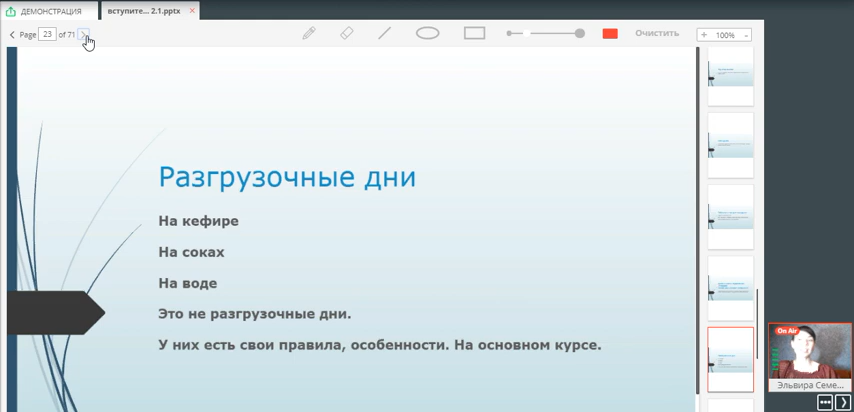 ДЕМОНСТРАЦИЯ
вступите... 2.1.pptx
Page 23 of 71
Очистить
100%
Разгрузочные дни
На кефире
На соках
На воде
Это не разгрузочные дни.
У них есть свои правила, особенности. На основном курсе.
On Air
Эльвира Семе...